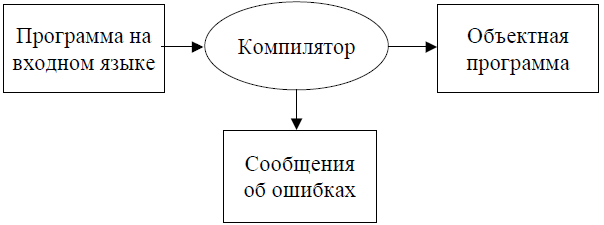 Программа на
входном языке
Компилятор
Объектная
программа
Сообщения
об ошибках